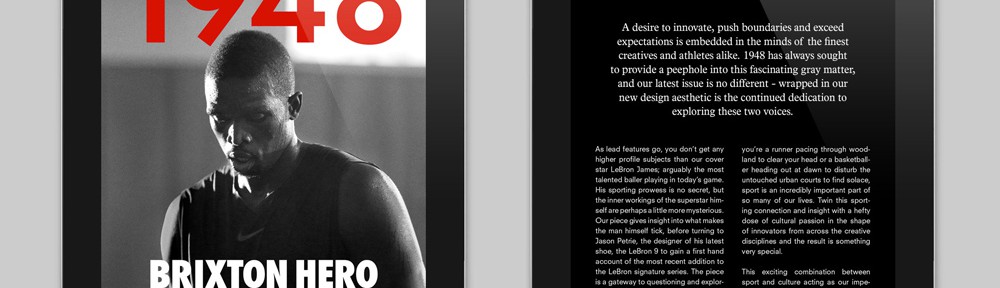 1948
BRIXTON HERO
A desire to innovate, push boundaries and exceed
expectations is embedded in the minds of the finest
creatives and athletes alike. 1948 has always sought
to provide a peephole into this fascinating gray matter,
and our latest issue is no different - wrapped in our
new design aesthetic is the continued dedication to
exploring these two voices.
As lead features go, you don't get any
higher profile subjects than our cover
star LeBron James; arguably the most
talented baller playing in today's game.
His sporting prowess is no secret, but
the inner workings of the superstar him-
self are perhaps a little more mysterious.
Our piece gives insight into what makes
the man himself tick, before turning to
Jason Petrie, the designer of his latest
shoe, the LeBron 9 to gain a first hand
account of the most recent addition to
the LeBron signature series. The piece
is a gateway to questioning and explor-
you're a runner pacing through wood-
land to clear your head or a basketball-
er heading out at dawn to disturb the
untouched urban courts to find solace,
sport is an incredibly important part of
so many of our lives. Twin this sport-
ing connection and insight with a hefty
dose of cultural passion in the shape
of innovators from across the creative
disciplines and the result is something
very special.
This exciting combination between
sport and culture acting as our impe-